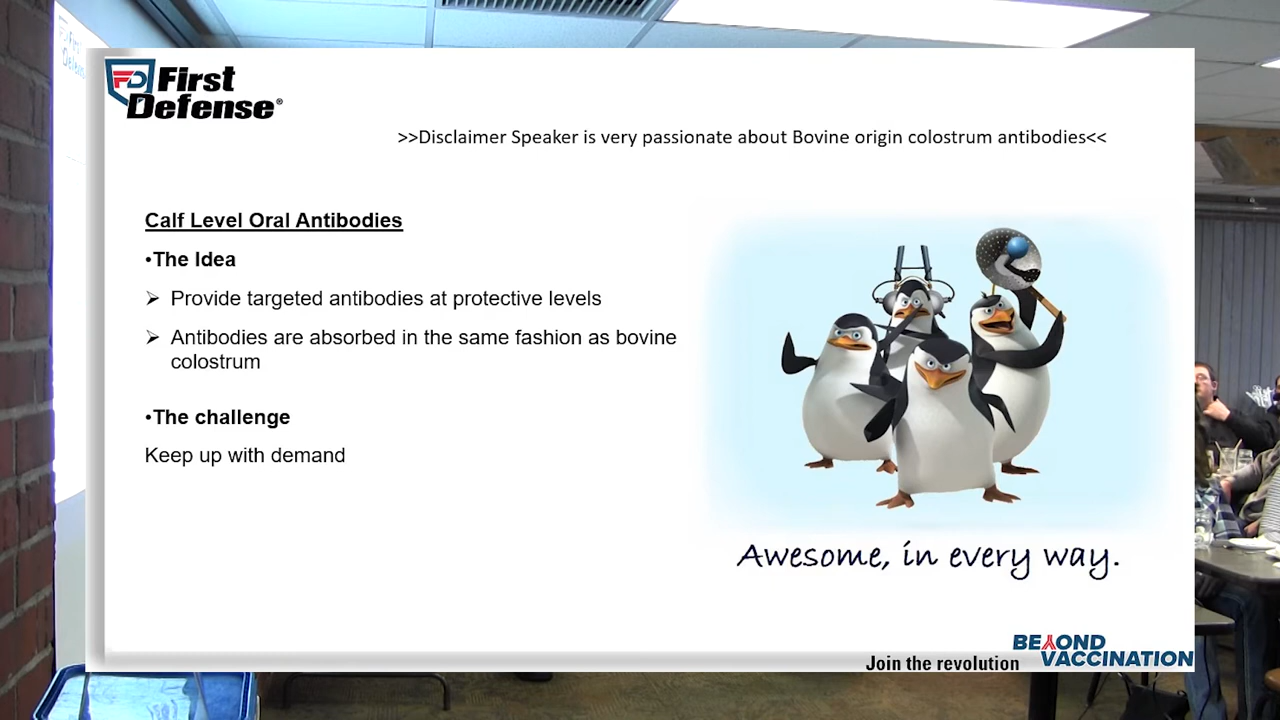 First
Defense®
>>Disclaimer Speaker is very passionate about Bovine origin colostrum antibodies<<
Calf Level Oral Antibodies
•The Idea
➢ Provide targeted antibodies at protective levels
➢ Antibodies are absorbed in the same fashion as bovine
colostrum
•The challenge
Keep up with demand
Awesome, in every way.
BEYOND
VACCINATION
Join the revolution